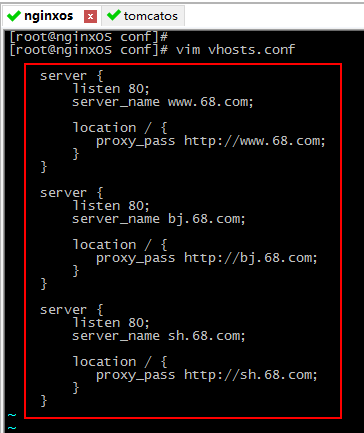 nginxos x tomcatos
[root@nginxOS conf]#
[root@nginxOS conf]# vim vhosts.conf
server {
listen 80;
server_name www.68.com;
location / {
proxy_pass http://www.68.com;
}
}
server {
listen 80;
server_name bj.68.com;
location / {
proxy_pass http://bj.68.com;
}
}
server {
listen 80;
server_name sh.68.com;
location / {
proxy_pass http://sh.68.com;
}
}
~
~